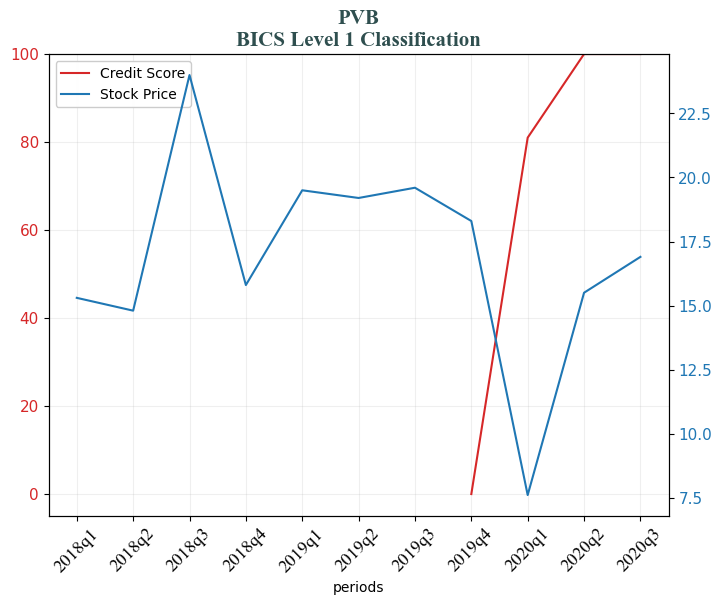 PVB
BICS Level 1 Classification
Credit Score
Stock Price
100
80
60
40
20
0
22.5
20.0
17.5
15.0
12.5
10.0
7.5
2018q1
2018q2
2018q3
2018q4
2019q1
2019q2
2019q3
2019q4
2020q1
2020q2
2020q3
periods